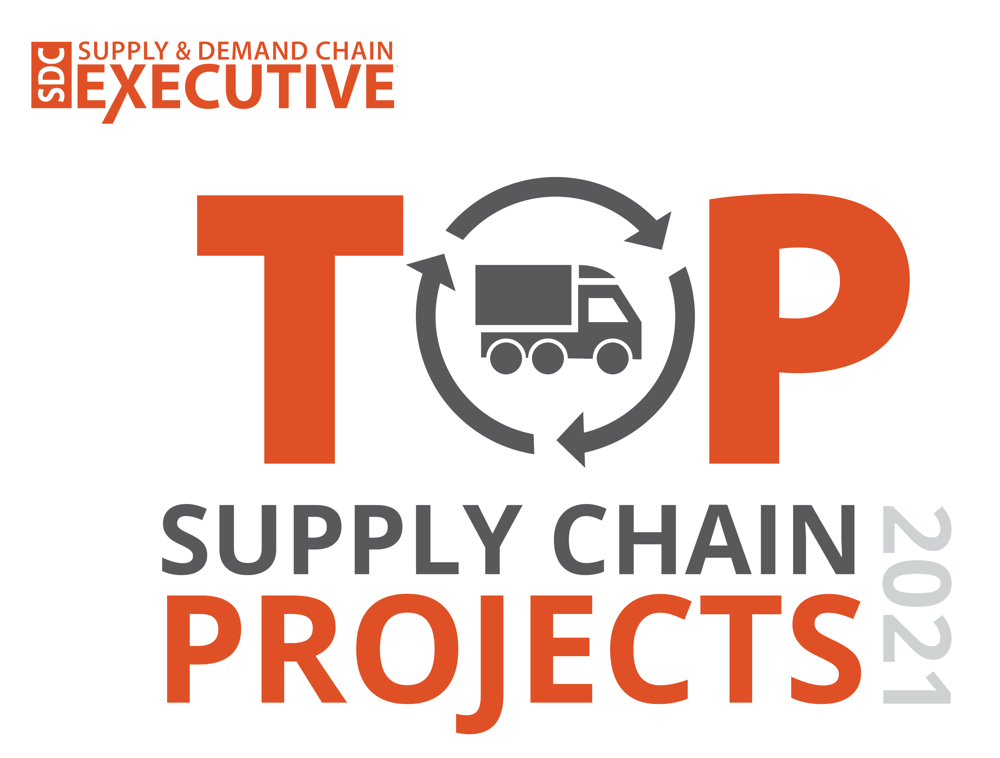 SDC
SUPPLY & DEMAND CHAIN
EXECUTIVE®
TOP
SUPPLY CHAIN
PROJECTS
2021